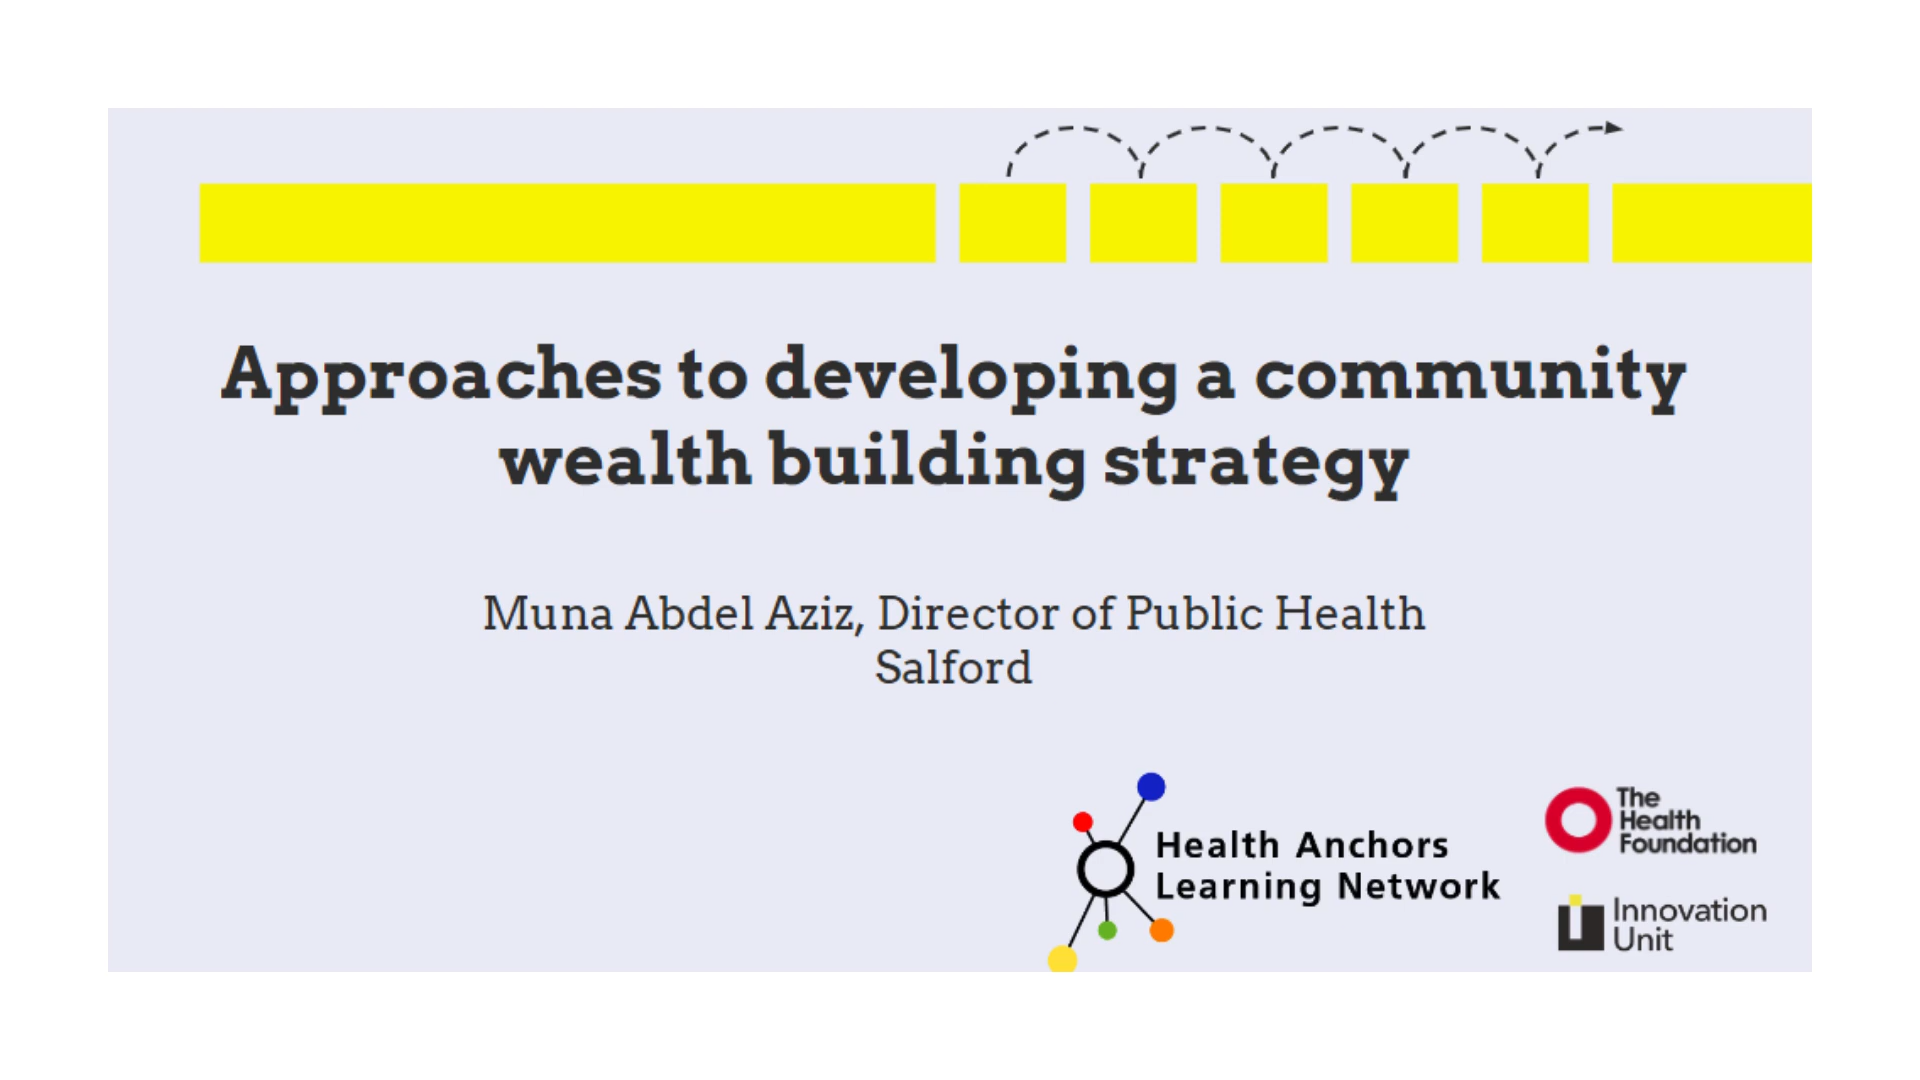 Approaches to developing a community
wealth building strategy
Muna Abdel Aziz, Director of Public Health
Salford
Health Anchors
Learning Network
The
Health
Foundation
Innovation
Unit